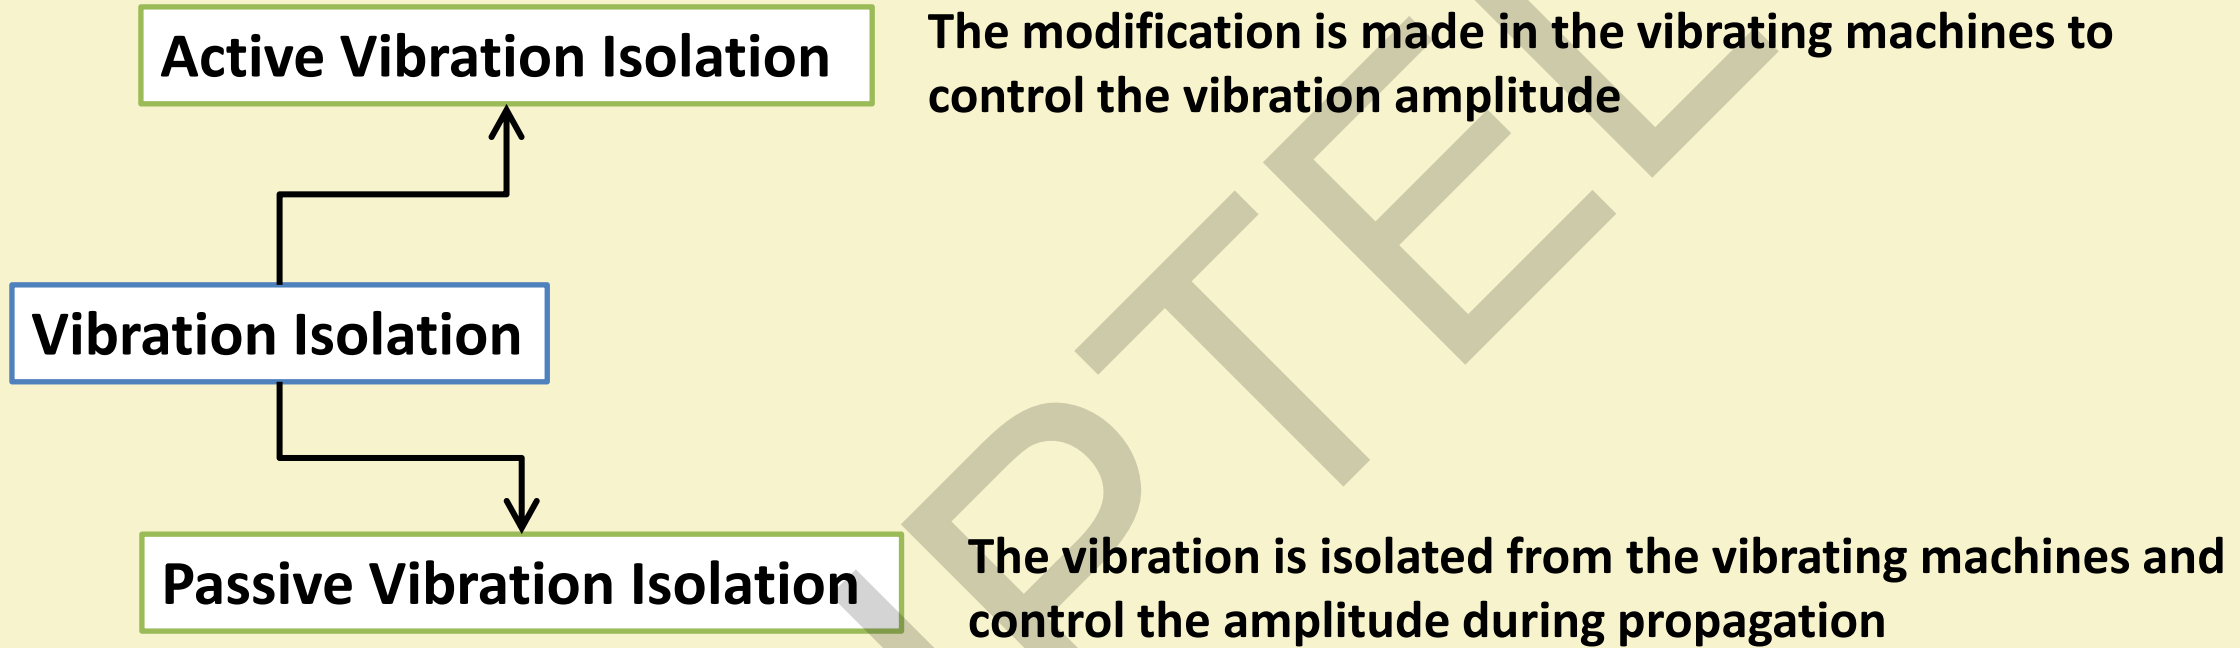 Active Vibration Isolation
The modification is made in the vibrating machines to
control the vibration amplitude
Vibration Isolation
Passive Vibration Isolation
The vibration is isolated from the vibrating machines and
control the amplitude during propagation
PTEL